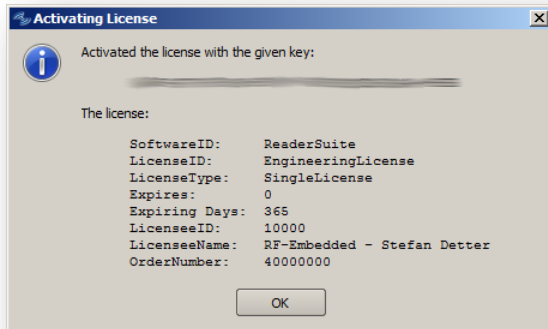 Activating License
Activated the license with the given key:
The license:
SoftwareID: ReaderSuite
LicenseID: EngineeringLicense
LicenseType: SingleLicense
Expires: 0
Expiring Days: 365
LicenseeID: 10000
LicenseeName: RF-Embedded - Stefan Detter
OrderNumber: 40000000
OK